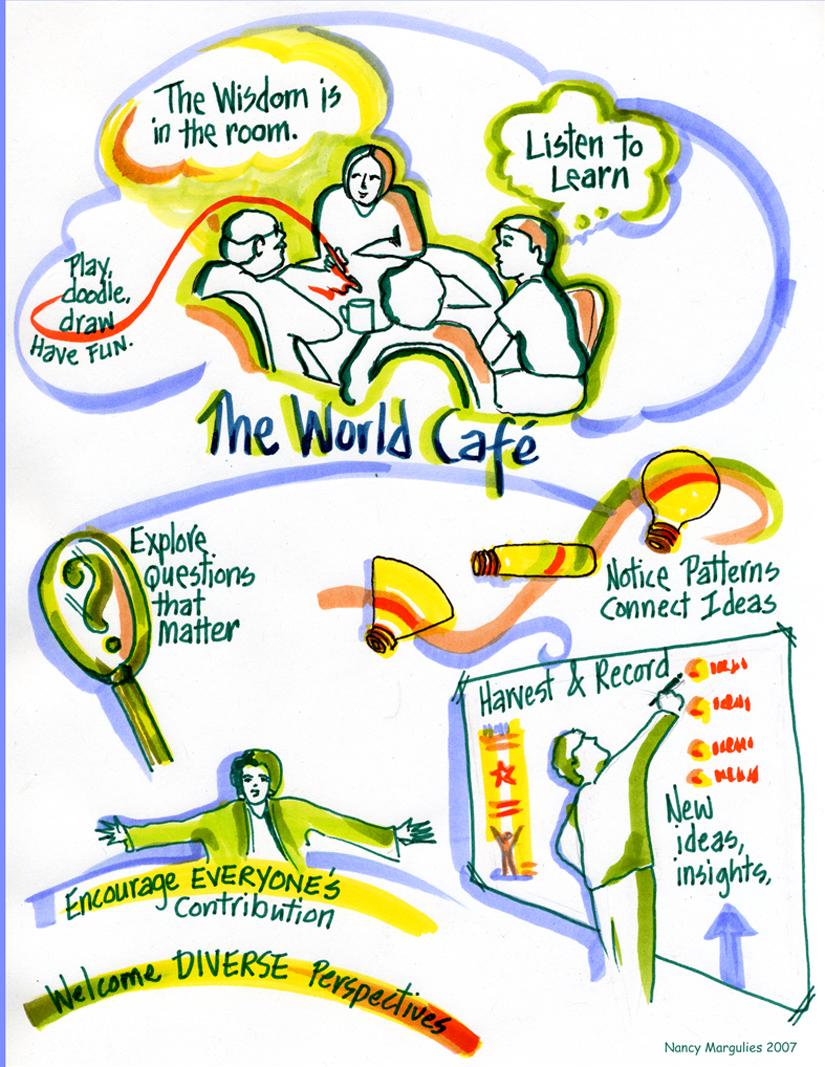 The Wisdom is
in the room.
Listen to
Learn
Play,
doodle,
draw
Have FUN.
The World Café
Explore
Questions
that
Matter
Notice Patterns
Connect Ideas
Harvest & Record
New
ideas,
insights,
Encourage EVERYONE'S
Contribution
Welcome DIVERSE Perspectives
Nancy Margulies 2007